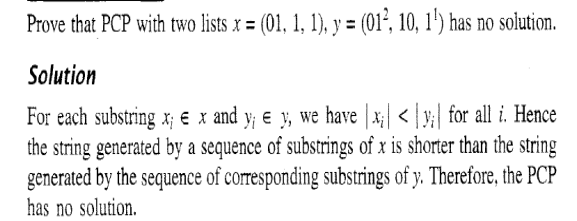 Prove that PCP with two lists x = (01, 1, 1), y = (01², 10, 1¹) has no solution.
Solution
For each substring xᵢ ∈ x and yᵢ ∈ y, we have |xᵢ| < |yᵢ| for all i. Hence
the string generated by a sequence of substrings of x is shorter than the string
generated by the sequence of corresponding substrings of y. Therefore, the PCP
has no solution.